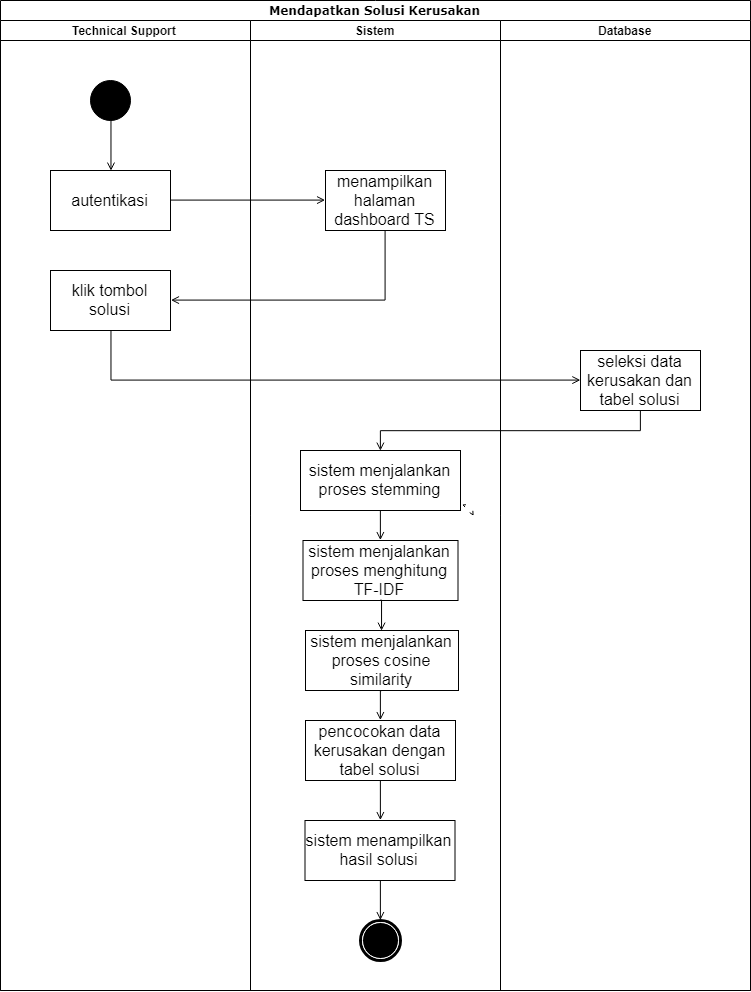 Mendapatkan Solusi Kerusakan
Technical Support
Sistem
Database
autentikasi
menampilkan
halaman
dashboard TS
klik tombol
solusi
seleksi data
kerusakan dan
tabel solusi
sistem menjalankan
proses stemming
sistem menjalankan
proses menghitung
TF-IDF
sistem menjalankan
proses cosine
similarity
pencocokan data
kerusakan dengan
tabel solusi
sistem menampilkan
hasil solusi